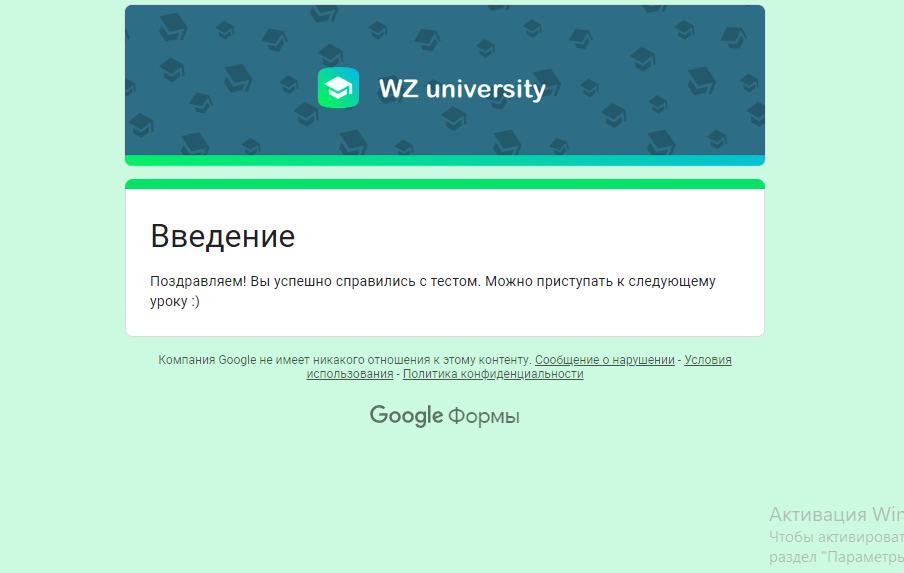 WZ university
Введение
Поздравляем! Вы успешно справились с тестом. Можно приступать к следующему
уроку :)
Компания Google не имеет никакого отношения к этому контенту. Сообщение о нарушении - Условия
использования - Политика конфиденциальности
Google Формы
Активация Win
Чтобы активироват
раздел "Параметры